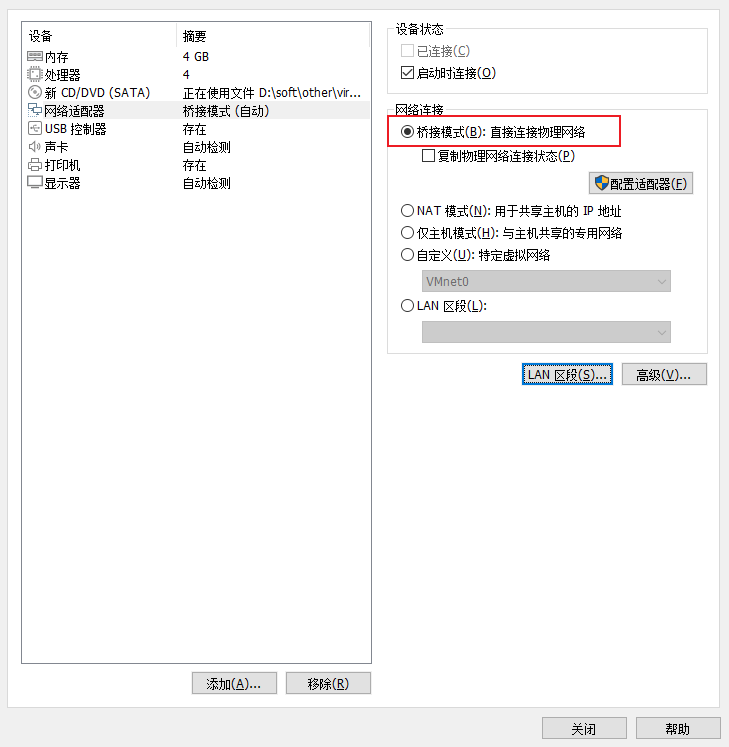 设备 摘要
内存 4 GB
处理器 4
新 CD/DVD (SATA) 正在使用文件 D:\soft\other\vir...
网络适配器 桥接模式 (自动)
USB 控制器 存在
声卡 自动检测
打印机 存在
显示器 自动检测
添加(A)... 移除(R)
设备状态
已连接(C)
启动时连接(O)
网络连接
桥接模式(B): 直接连接物理网络
复制物理网络连接状态(P)
配置适配器(F)
NAT 模式(N): 用于共享主机的 IP 地址
仅主机模式(H): 与主机共享的专用网络
自定义(U): 特定虚拟网络
VMnet0
LAN 区段(L):
LAN 区段(S)... 高级(V)...
关闭 帮助